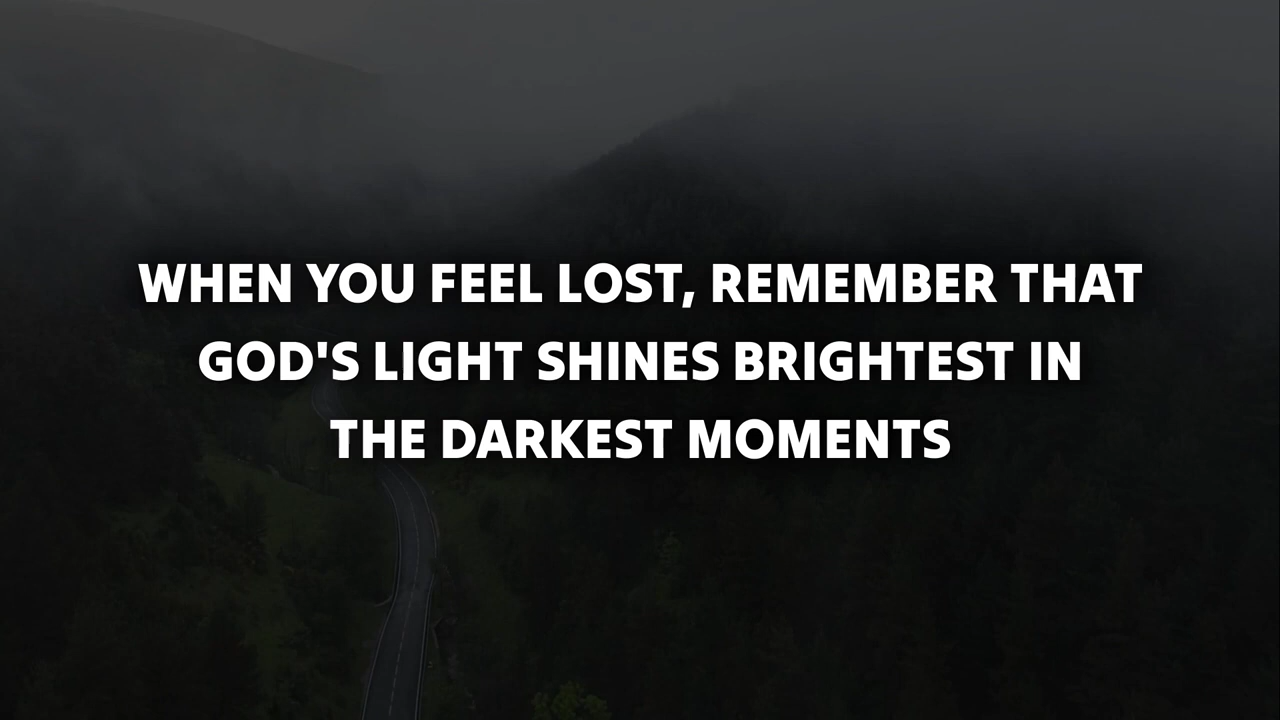 WHEN YOU FEEL LOST, REMEMBER THAT
GOD'S LIGHT SHINES BRIGHTEST IN
THE DARKEST MOMENTS